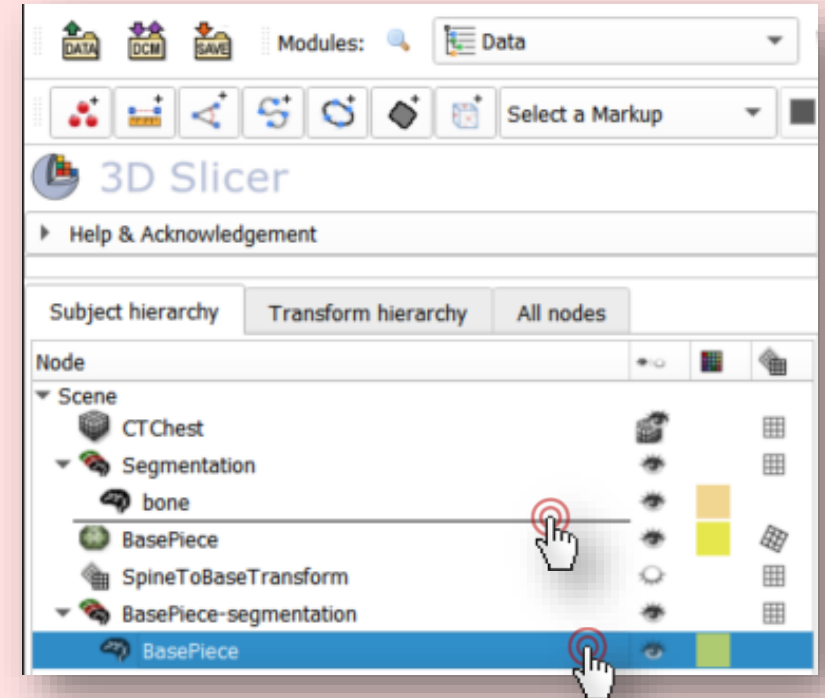 DATA DCM SAVE Modules: Data
Select a Markup
3D Slicer
Help & Acknowledgement
Subject hierarchy Transform hierarchy All nodes
Node
Scene
CTChest
Segmentation
bone
BasePiece
SpineToBaseTransform
BasePiece-segmentation
BasePiece